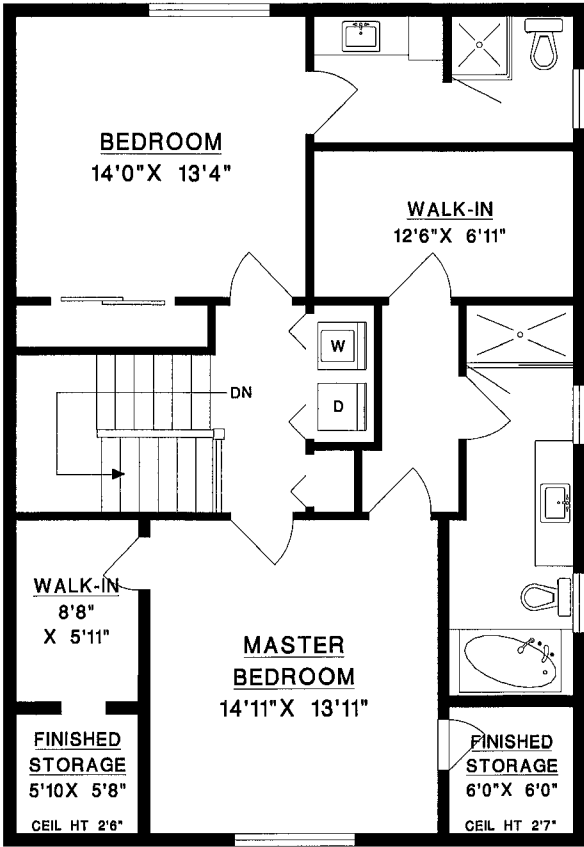 BEDROOM
14'0"X 13'4"
WALK-IN
12'6"X 6'11"
W
D
DN
WALK-IN
8'8"
X 5'11"
MASTER
BEDROOM
14'11"X 13'11"
FINISHED
STORAGE
5'10X 5'8"
CEIL HT 2'6"
FINISHED
STORAGE
6'0"X 6'0"
CEIL HT 2'7"